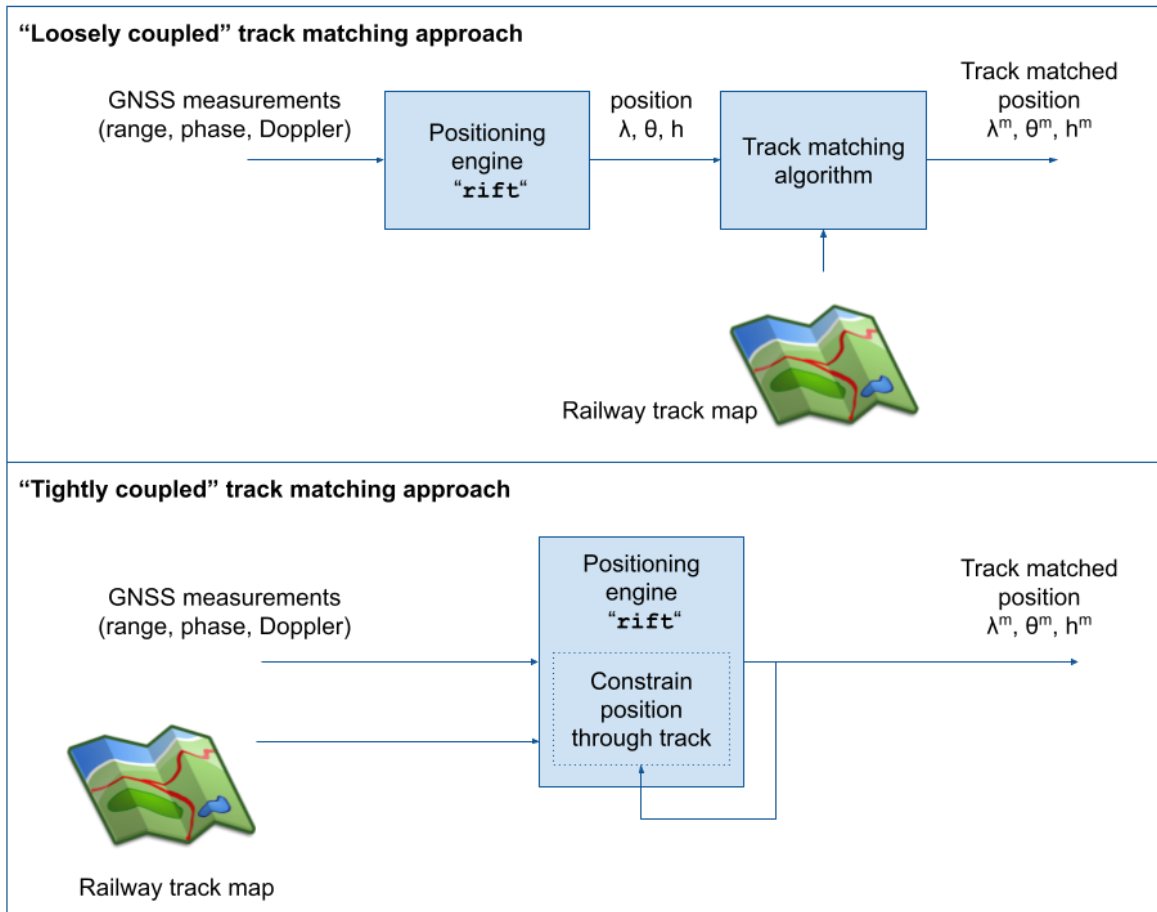 “Loosely coupled” track matching approach
GNSS measurements
(range, phase, Doppler)
Positioning
engine
“rift“
position
λ, θ, h
Track matching
algorithm
Track matched
position
λᵐ, θᵐ, hᵐ
Railway track map
“Tightly coupled” track matching approach
GNSS measurements
(range, phase, Doppler)
Positioning
engine
“rift“
Constrain
position
through track
Track matched
position
λᵐ, θᵐ, hᵐ
Railway track map